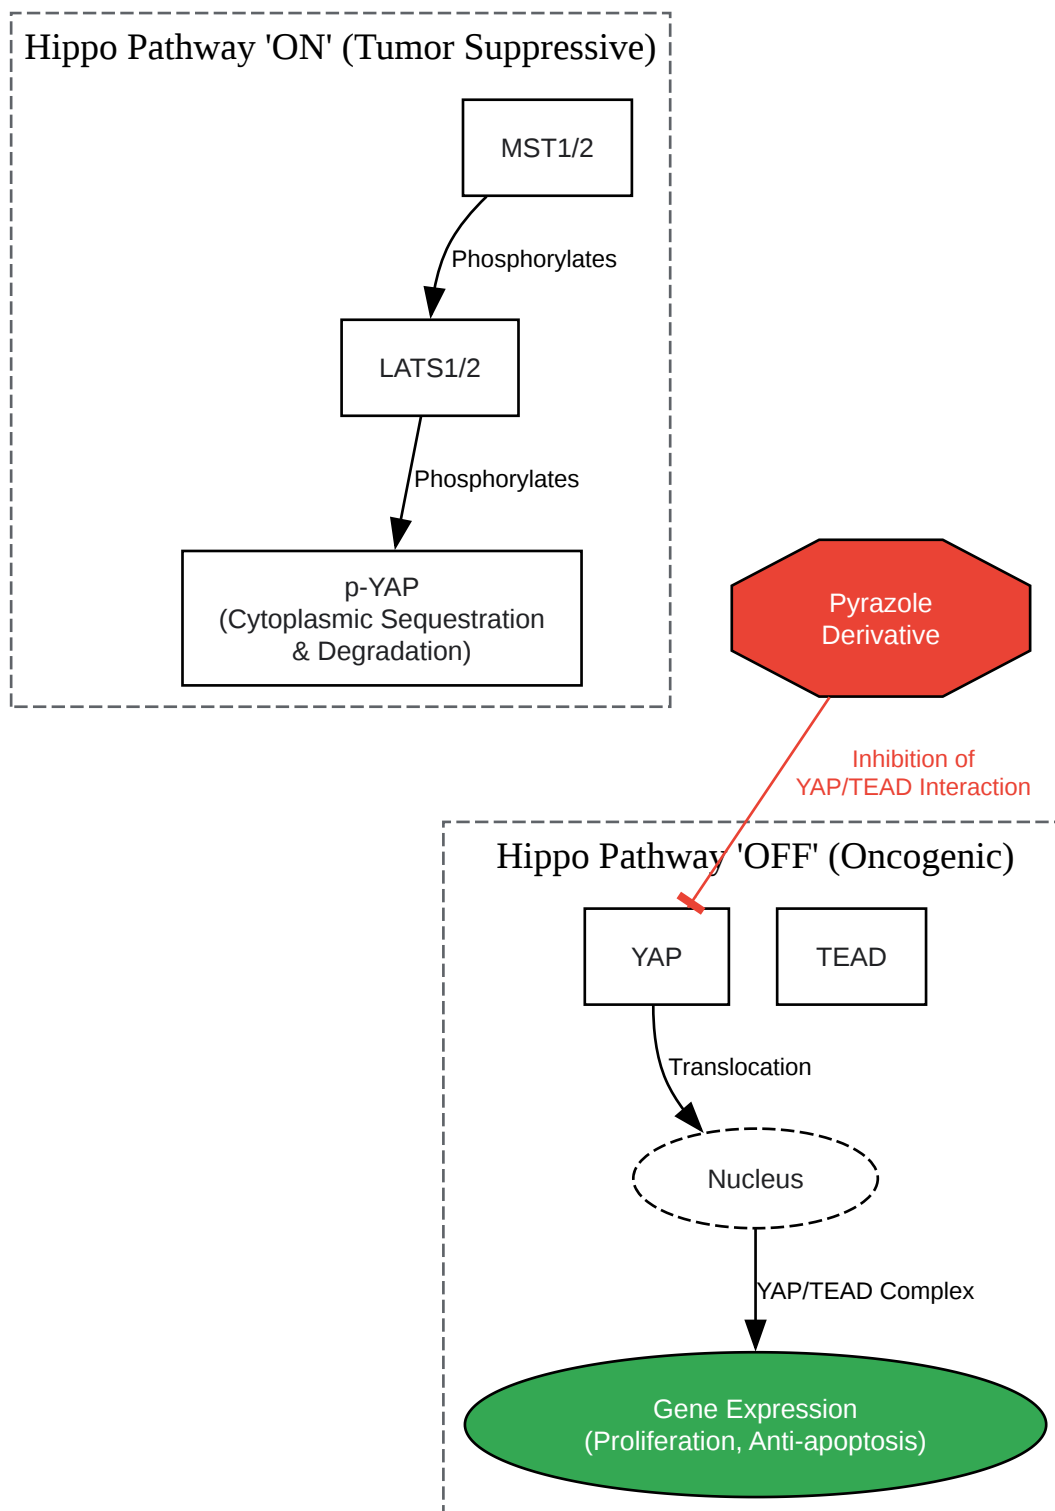 Hippo Pathway 'ON' (Tumor Suppressive)
MST1/2
Phosphorylates
LATS1/2
Phosphorylates
p-YAP
(Cytoplasmic Sequestration
& Degradation)
Pyrazole
Derivative
Inhibition of
YAP/TEAD Interaction
Hippo Pathway 'OFF' (Oncogenic)
YAP
TEAD
Translocation
Nucleus
YAP/TEAD Complex
Gene Expression
(Proliferation, Anti-apoptosis)